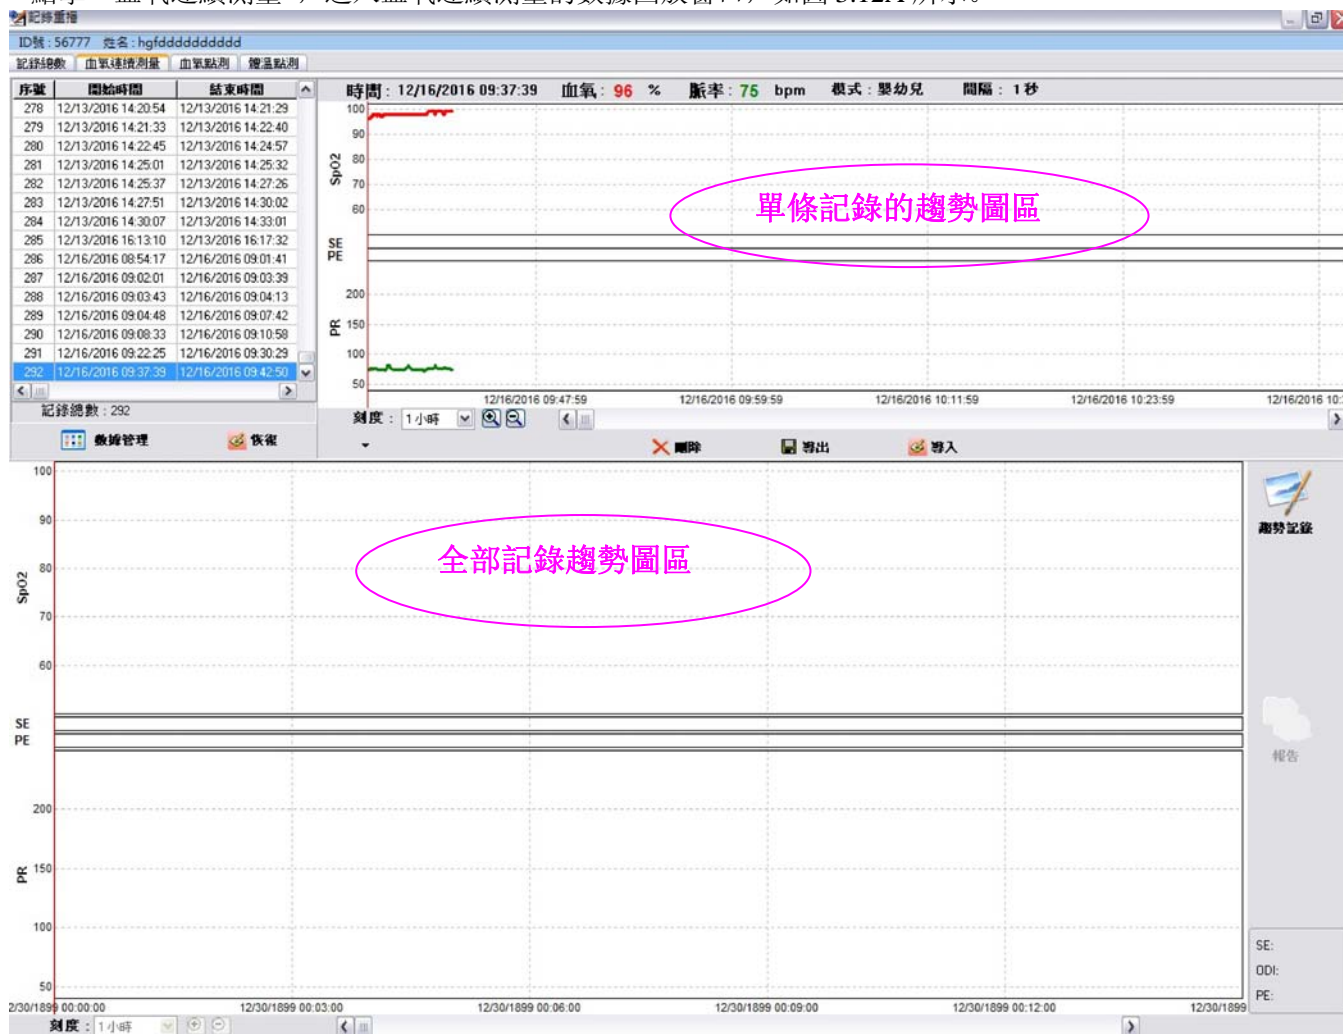 記錄重播
ID號 : 56777 姓名 : hgfdddddddddd
記錄總數 血氧連續測量 血氧點測 體溫點測
序號 開始時間 結束時間
278 12/13/2016 14:20:54 12/13/2016 14:21:29
279 12/13/2016 14:21:33 12/13/2016 14:22:40
280 12/13/2016 14:22:45 12/13/2016 14:24:57
281 12/13/2016 14:25:01 12/13/2016 14:25:32
282 12/13/2016 14:25:37 12/13/2016 14:27:26
283 12/13/2016 14:27:51 12/13/2016 14:30:02
284 12/13/2016 14:30:07 12/13/2016 14:33:01
285 12/13/2016 16:13:10 12/13/2016 16:17:32
286 12/16/2016 08:54:17 12/16/2016 09:01:41
287 12/16/2016 09:02:01 12/16/2016 09:03:39
288 12/16/2016 09:03:43 12/16/2016 09:04:13
289 12/16/2016 09:04:48 12/16/2016 09:07:42
290 12/16/2016 09:08:33 12/16/2016 09:10:58
291 12/16/2016 09:22:25 12/16/2016 09:30:29
292 12/16/2016 09:37:39 12/16/2016 09:42:50
記錄總數 : 292
數據管理 恢複
時間 : 12/16/2016 09:37:39 血氧 : 96 % 脈率 : 75 bpm 模式 : 嬰幼兒 間隔 : 1 秒
100
90
SpO2 80
70
60
單條記錄的趨勢圖區
SE
PE
200
PR 150
100
50
12/16/2016 09:47:59 12/16/2016 09:59:59 12/16/2016 10:11:59 12/16/2016 10:23:59 12/16/2016 10:
刻度 : 1小時
刪除 導出 導入
100
90
SpO2 80
70
60
全部記錄趨勢圖區
SE
PE
200
PR 150
100
50
2/30/1899 00:00:00 12/30/1899 00:03:00 12/30/1899 00:06:00 12/30/1899 00:09:00 12/30/1899 00:12:00 12/30/1899
刻度 : 1小時
趨勢記錄
報告
SE:
ODI:
PE: